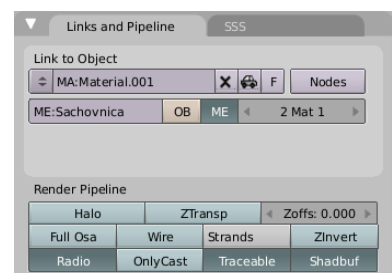 Links and Pipeline SSS
Link to Object
MA:Material.001 X F Nodes
ME:Sachovnica OB ME 2 Mat 1
Render Pipeline
Halo ZTransp Zoffs: 0.000
Full Osa Wire Strands ZInvert
Radio OnlyCast Traceable Shadbuf